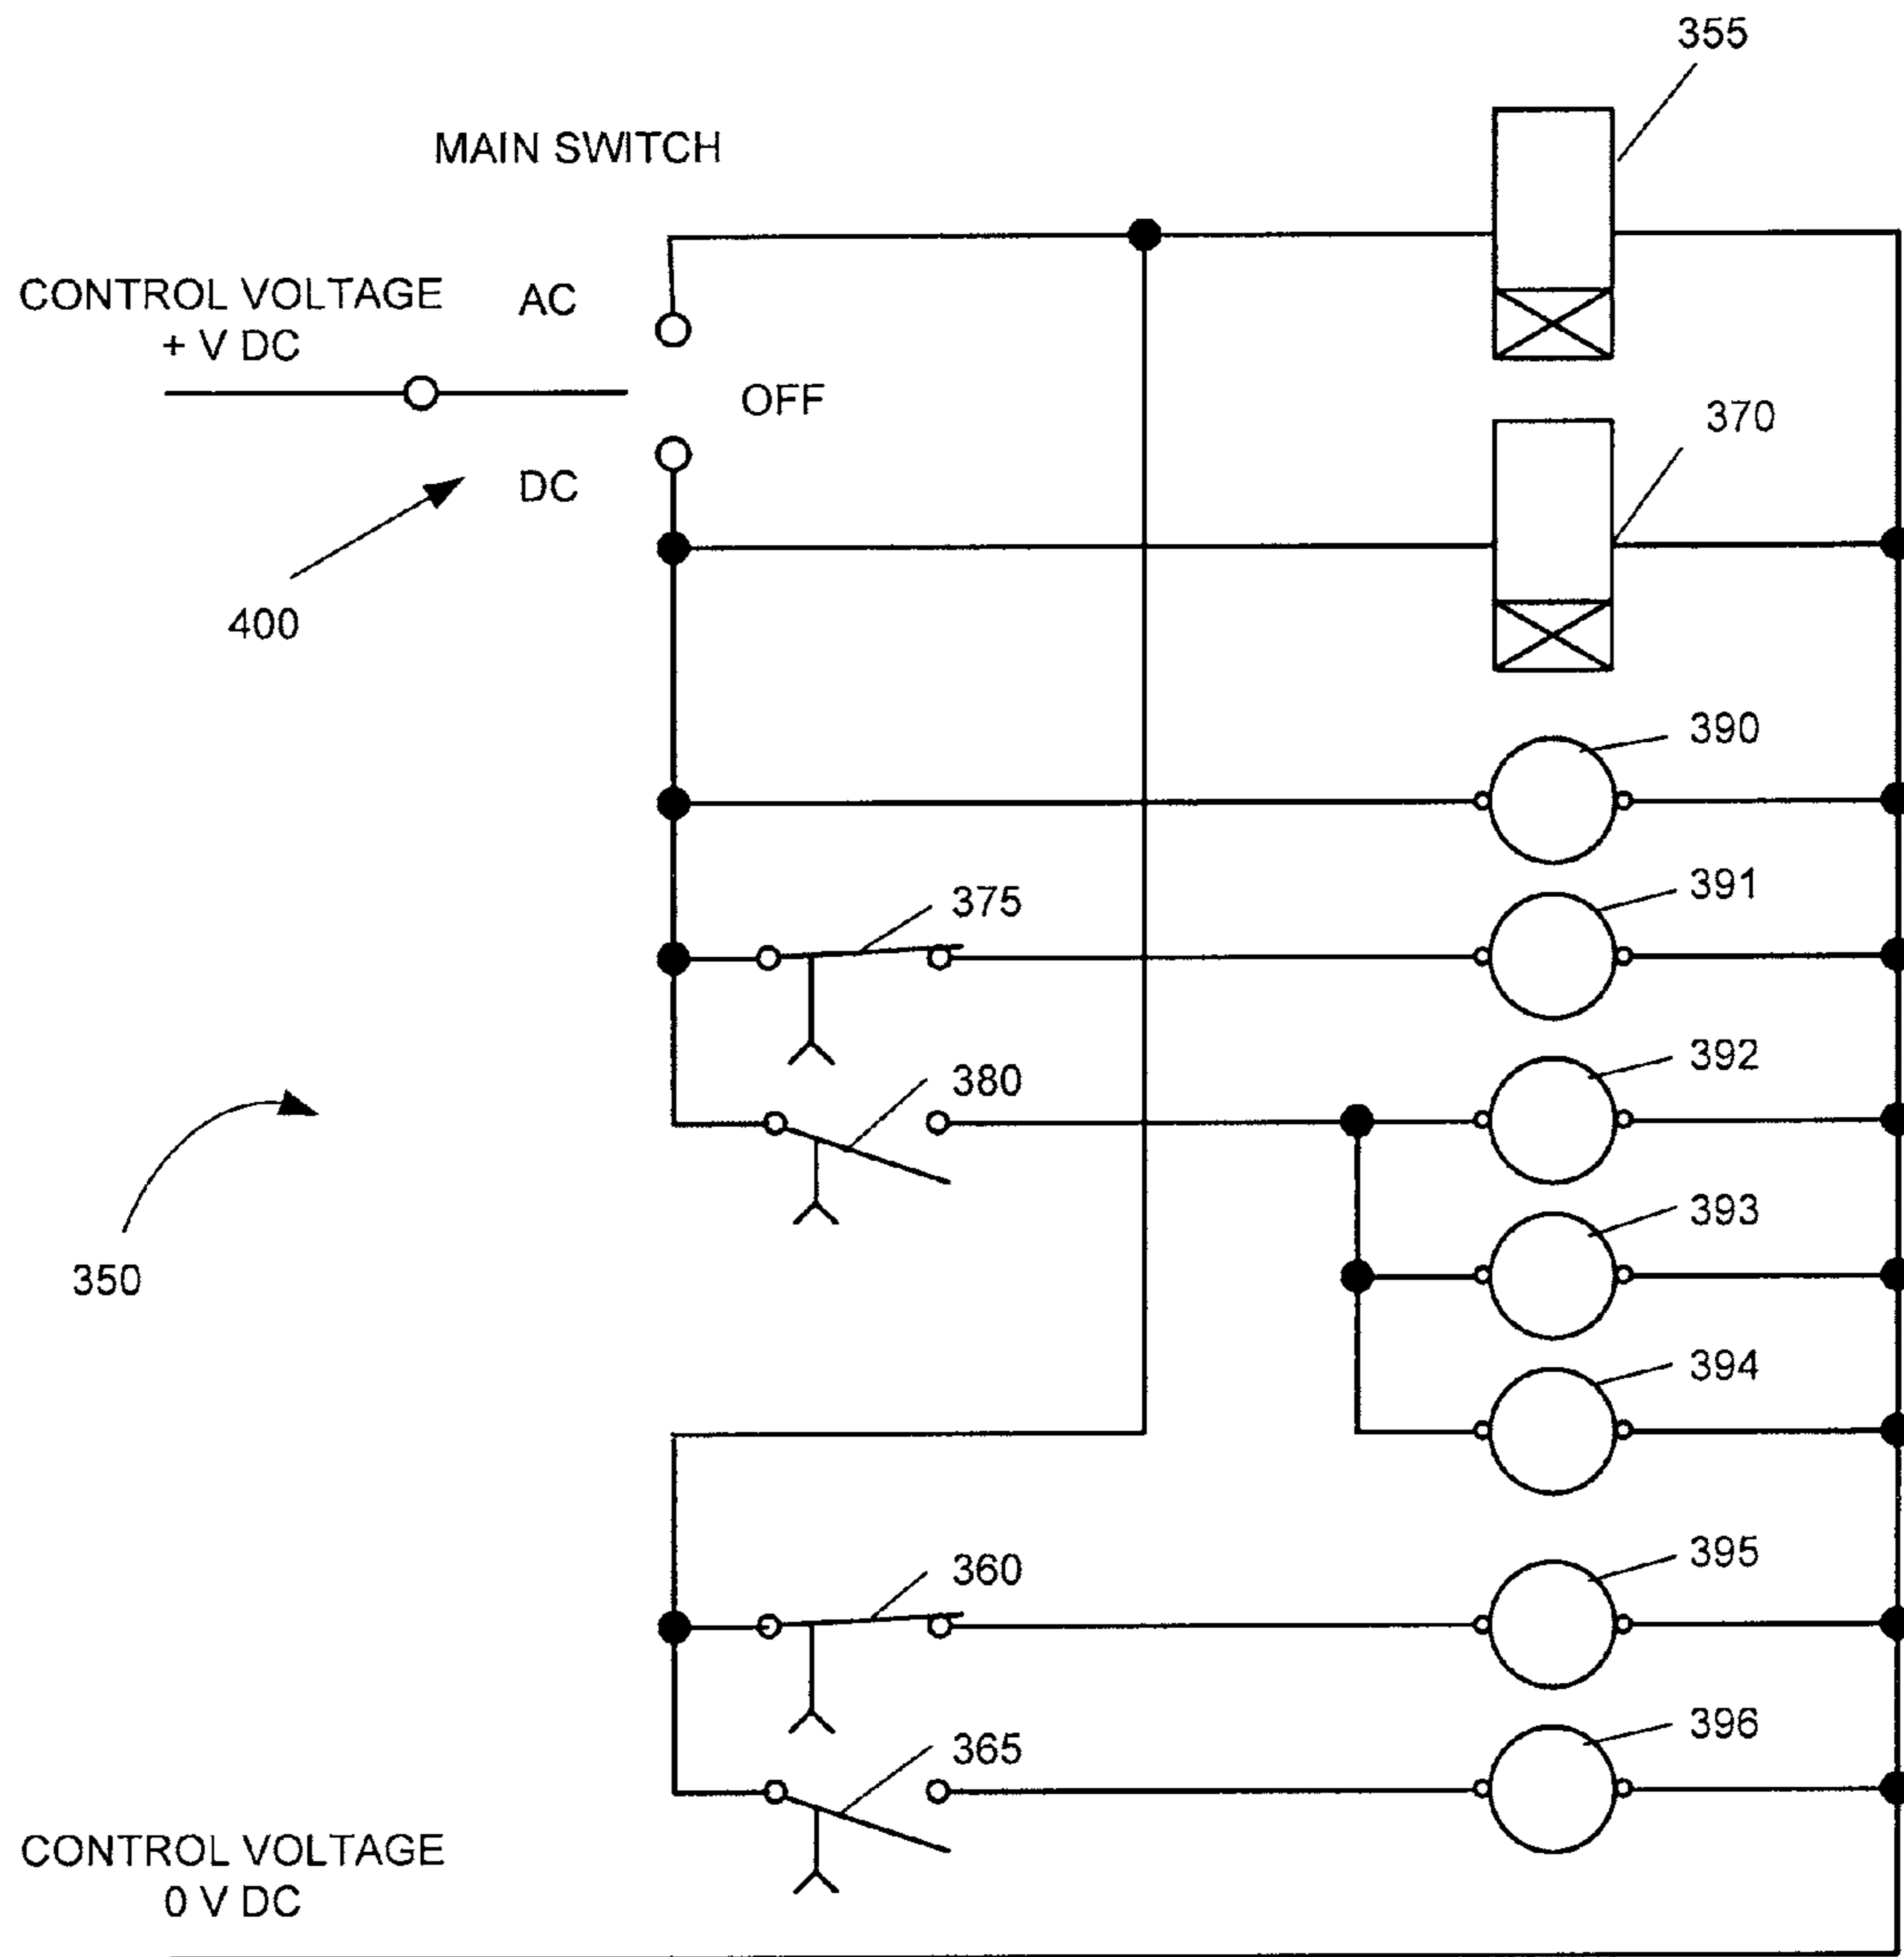 355
MAIN SWITCH
CONTROL VOLTAGE
+ V DC
AC
OFF
370
DC
400
390
391
375
392
380
393
350
394
395
360
396
365
CONTROL VOLTAGE
0 V DC